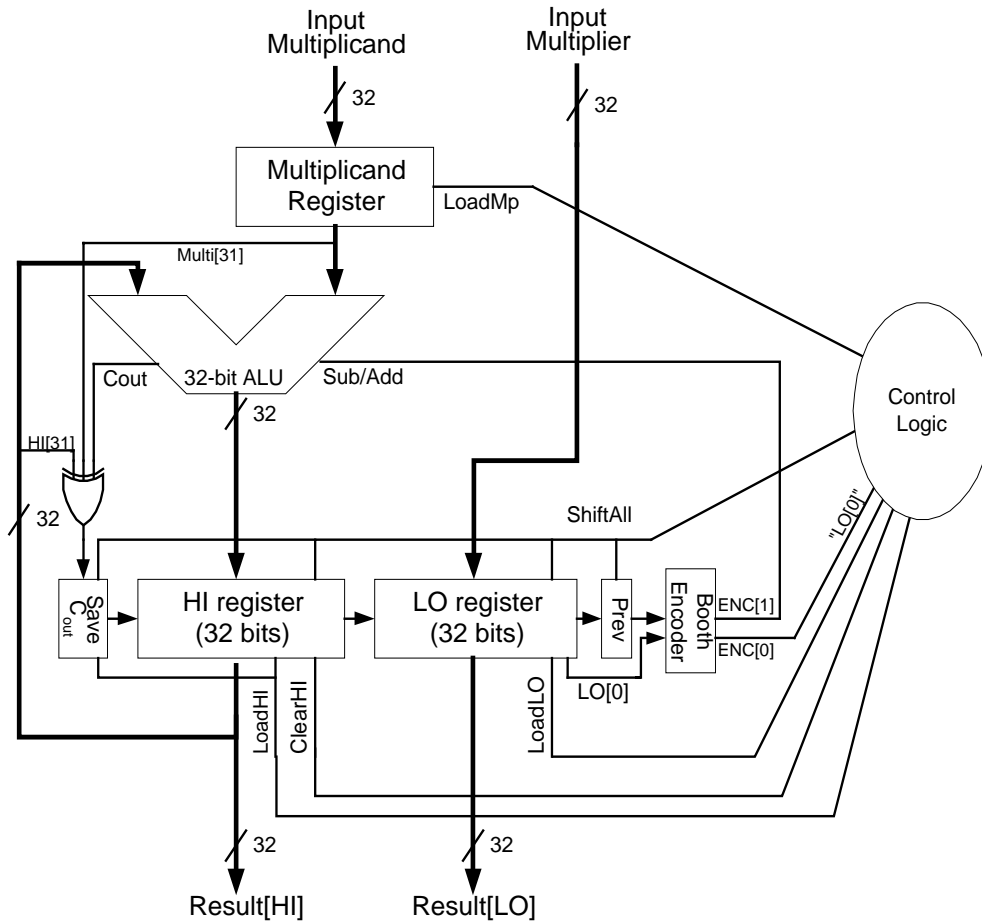 Input
Multiplicand
Input
Multiplier
32
32
Multiplicand
Register
LoadMp
Multi[31]
Cout
32-bit ALU
Sub/Add
32
Control
Logic
HI[31]
32
"LO[0]"
ShiftAll
Save
Cout
HI register
(32 bits)
LO register
(32 bits)
Prev
Booth
Encoder
ENC[1]
ENC[0]
LO[0]
LoadHI
ClearHI
LoadLO
32
32
Result[HI]
Result[LO]